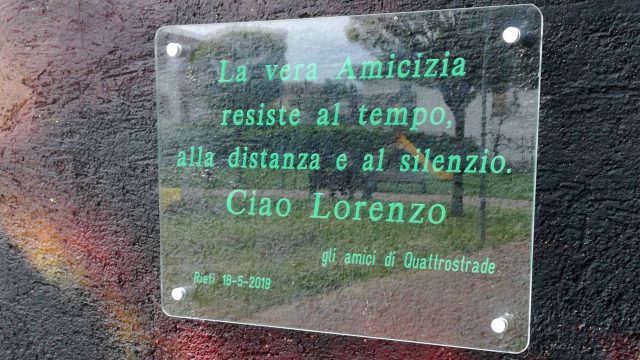 La vera Amicizia
resiste al tempo,
alla distanza e al silenzio.
Ciao Lorenzo
gli amici di Quattrostrade
Rieti 18-5-2019